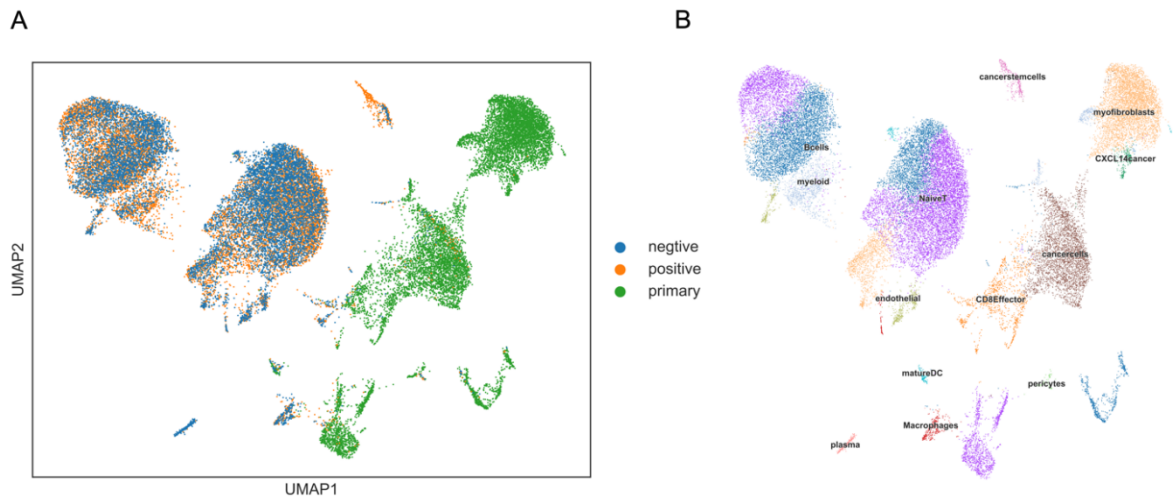 A
B
UMAP2
UMAP1
negtive
positive
primary
cancerstemcells
myofibroblasts
CXCL14cancer
Bcells
myeloid
NaiveT
cancercells
endothelial
CD8Effector
matureDC
pericytes
Macrophages
plasma